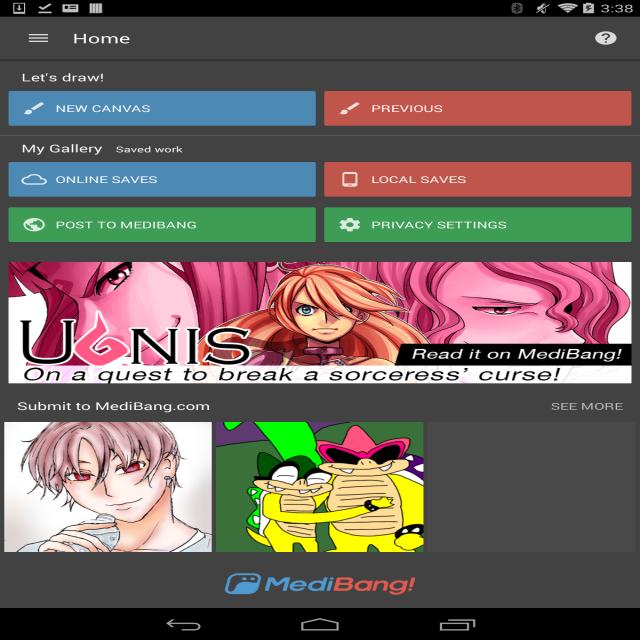 3:38
Home
Let's draw!
NEW CANVAS
PREVIOUS
My Gallery Saved work
ONLINE SAVES
LOCAL SAVES
POST TO MEDIBANG
PRIVACY SETTINGS
UGNIS
Read it on MediBang!
On a quest to break a sorceress' curse!
Submit to MediBang.com
SEE MORE
MediBang!